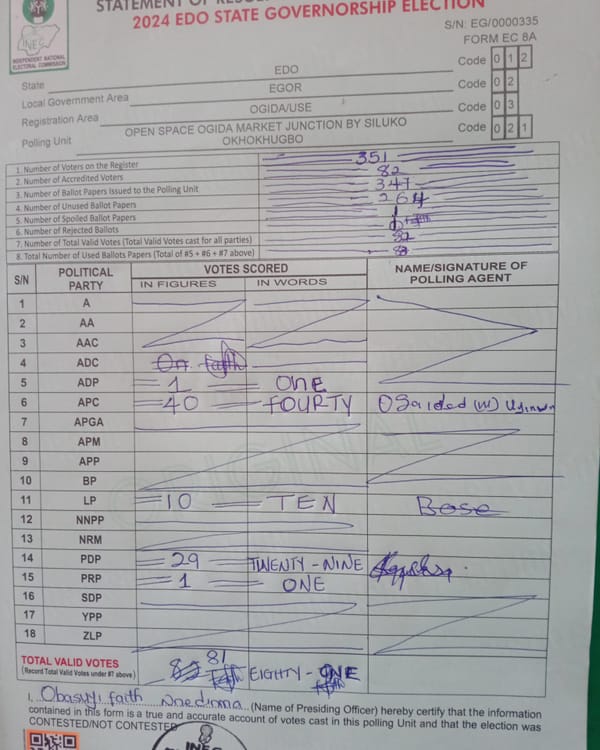 STATEMENT OF RESUL
2024 EDO STATE GOVERNORSHIP ELECTION
S/N: EG/0000335
FORM EC 8A
INEC
INDEPENDENT NATIONAL
ELECTORAL COMMISSION
State EDO Code 0 1 2
Local Government Area EGOR Code 0 2
Registration Area OGIDA/USE Code 0 3
Polling Unit OPEN SPACE OGIDA MARKET JUNCTION BY SILUKO OKHOKHUGBO Code 0 2 1
1. Number of Voters on the Register 351
2. Number of Accredited Voters 82
3. Number of Ballot Papers Issued to the Polling Unit 347
4. Number of Unused Ballot Papers 264
5. Number of Spoiled Ballot Papers 1
6. Number of Rejected Ballots
7. Number of Total Valid Votes (Total Valid Votes cast for all parties)
8. Total Number of Used Ballots Papers (Total of #5 + #6 + #7 above)
S/N POLITICAL PARTY VOTES SCORED NAME/SIGNATURE OF POLLING AGENT
IN FIGURES IN WORDS
1 A
2 AA
3 AAC
4 ADC
5 ADP 1 ONE
6 APC 40 FOURTY
7 APGA
8 APM
9 APP
10 BP
11 LP 10 TEN Bose
12 NNPP
13 NRM
14 PDP 29 TWENTY-NINE
15 PRP 1 ONE
16 SDP
17 YPP
18 ZLP
ORIGINAL
TOTAL VALID VOTES 81 EIGHTY-ONE
(Record Total Valid Votes under #7 above)
I, Obasuyi Faith (Name of Presiding Officer) hereby certify that the information
contained in this form is a true and accurate account of votes cast in this polling Unit and that the election was
CONTESTED/NOT CONTESTED
INEC